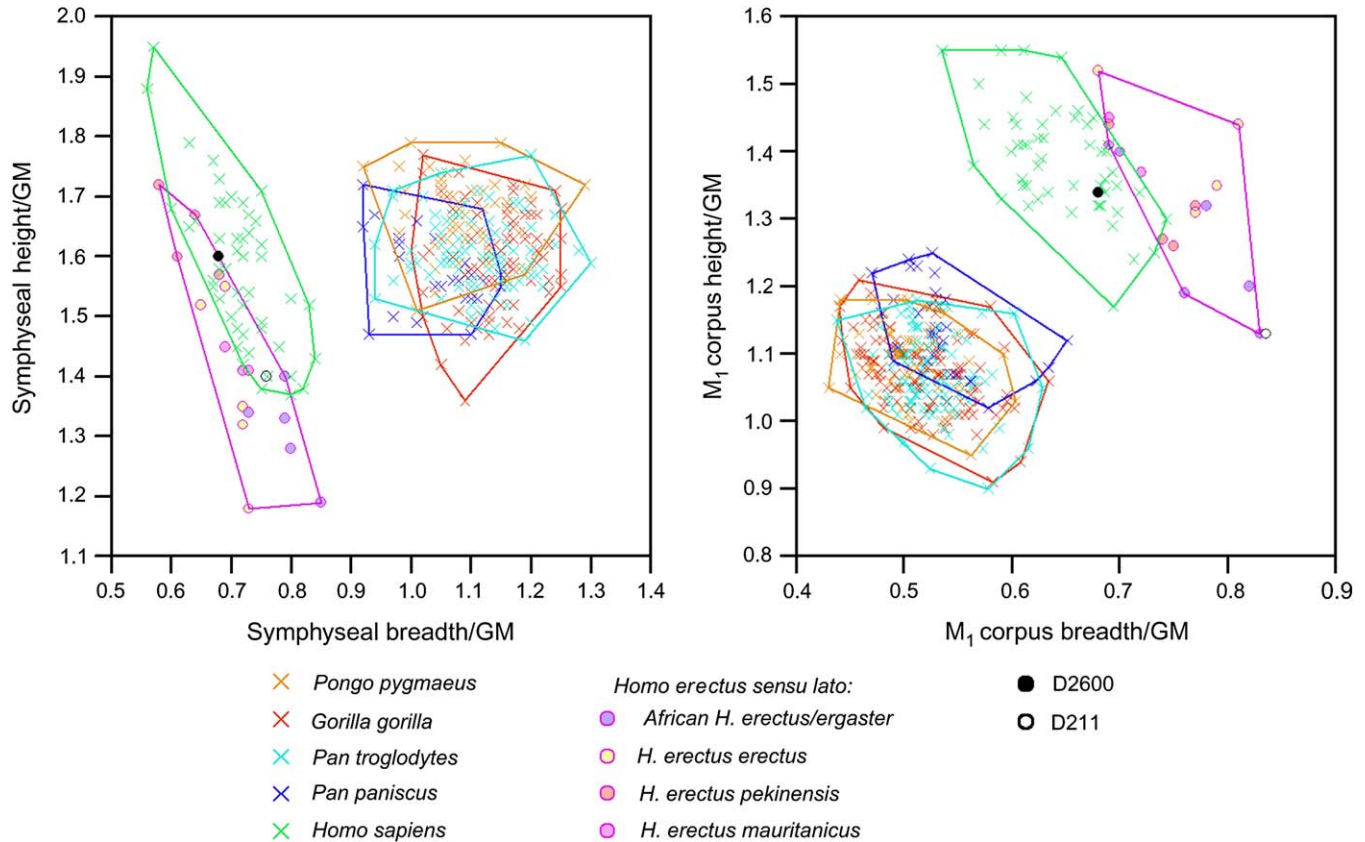 2.0
1.9
1.8
1.7
1.6
1.5
1.4
1.3
1.2
1.1
Symphyseal height/GM
0.5 0.6 0.7 0.8 0.9 1.0 1.1 1.2 1.3 1.4
Symphyseal breadth/GM
1.6
1.5
1.4
1.3
1.2
1.1
1.0
0.9
0.8
M1 corpus height/GM
0.4 0.5 0.6 0.7 0.8 0.9
M1 corpus breadth/GM
Pongo pygmaeus
Gorilla gorilla
Pan troglodytes
Pan paniscus
Homo sapiens
Homo erectus sensu lato:
African H. erectus/ergaster
H. erectus erectus
H. erectus pekinensis
H. erectus mauritanicus
D2600
D211